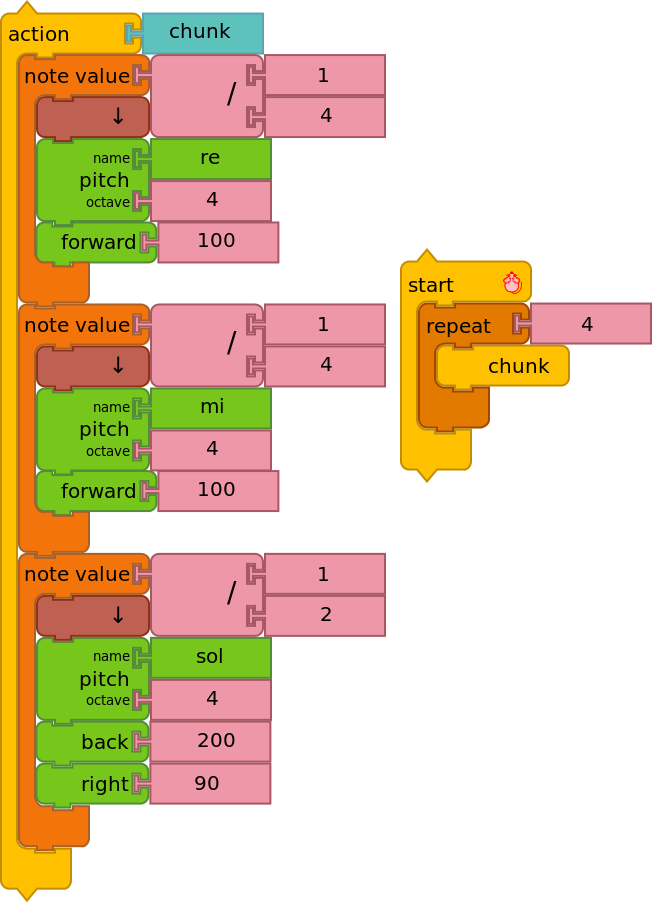 action chunk
note value / 1
4
↓
name re
pitch
octave 4
forward 100
note value / 1
4
↓
name mi
pitch
octave 4
forward 100
note value / 1
2
↓
name sol
pitch
octave 4
back 200
right 90
start
repeat 4
chunk